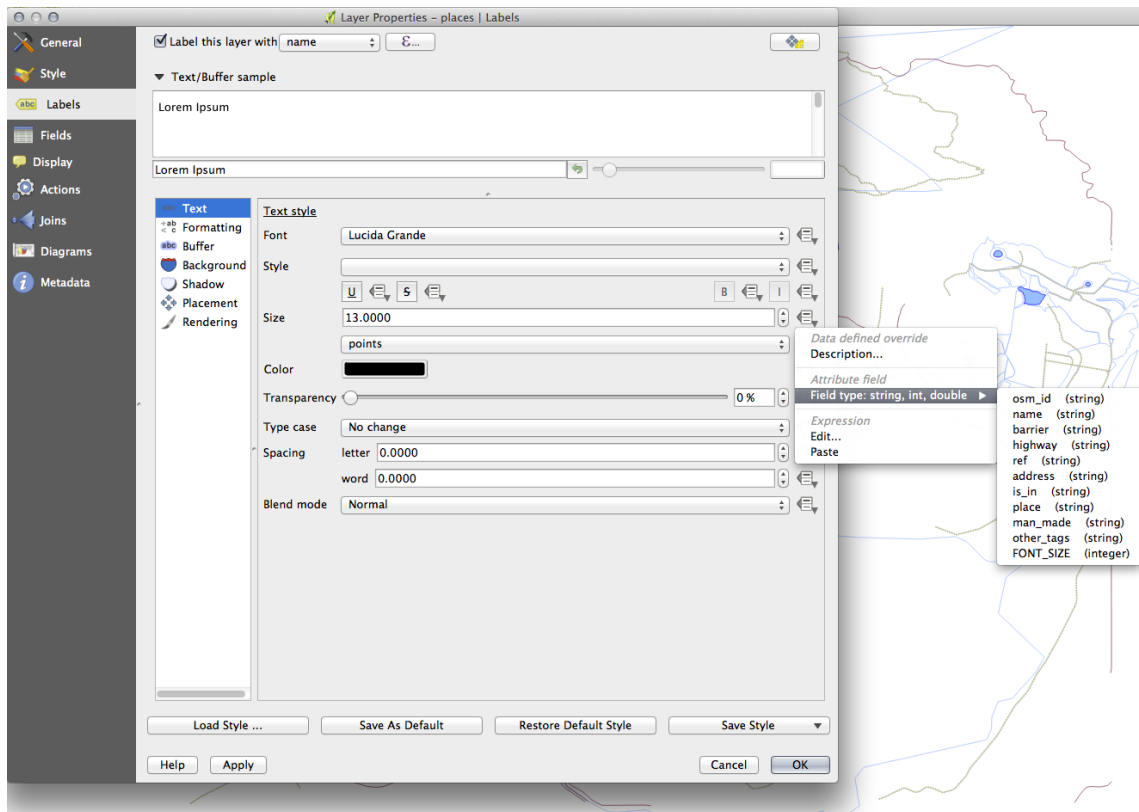 Layer Properties - places | Labels
General
Style
abc Labels
Fields
Display
Actions
Joins
Diagrams
Metadata
Label this layer with name ε...
Text/Buffer sample
Lorem Ipsum
Lorem Ipsum
Text
Formatting
abc Buffer
Background
Shadow
Placement
Rendering
Text style
Font Lucida Grande
Style
U S B I
Size 13.0000
points
Color
Transparency 0 %
Type case No change
Spacing letter 0.0000
word 0.0000
Blend mode Normal
Data defined override
Description...
Attribute field
Field type: string, int, double
Expression
Edit...
Paste
osm_id (string)
name (string)
barrier (string)
highway (string)
ref (string)
address (string)
is_in (string)
place (string)
man_made (string)
other_tags (string)
FONT_SIZE (integer)
Load Style ... Save As Default Restore Default Style Save Style
Help Apply Cancel OK